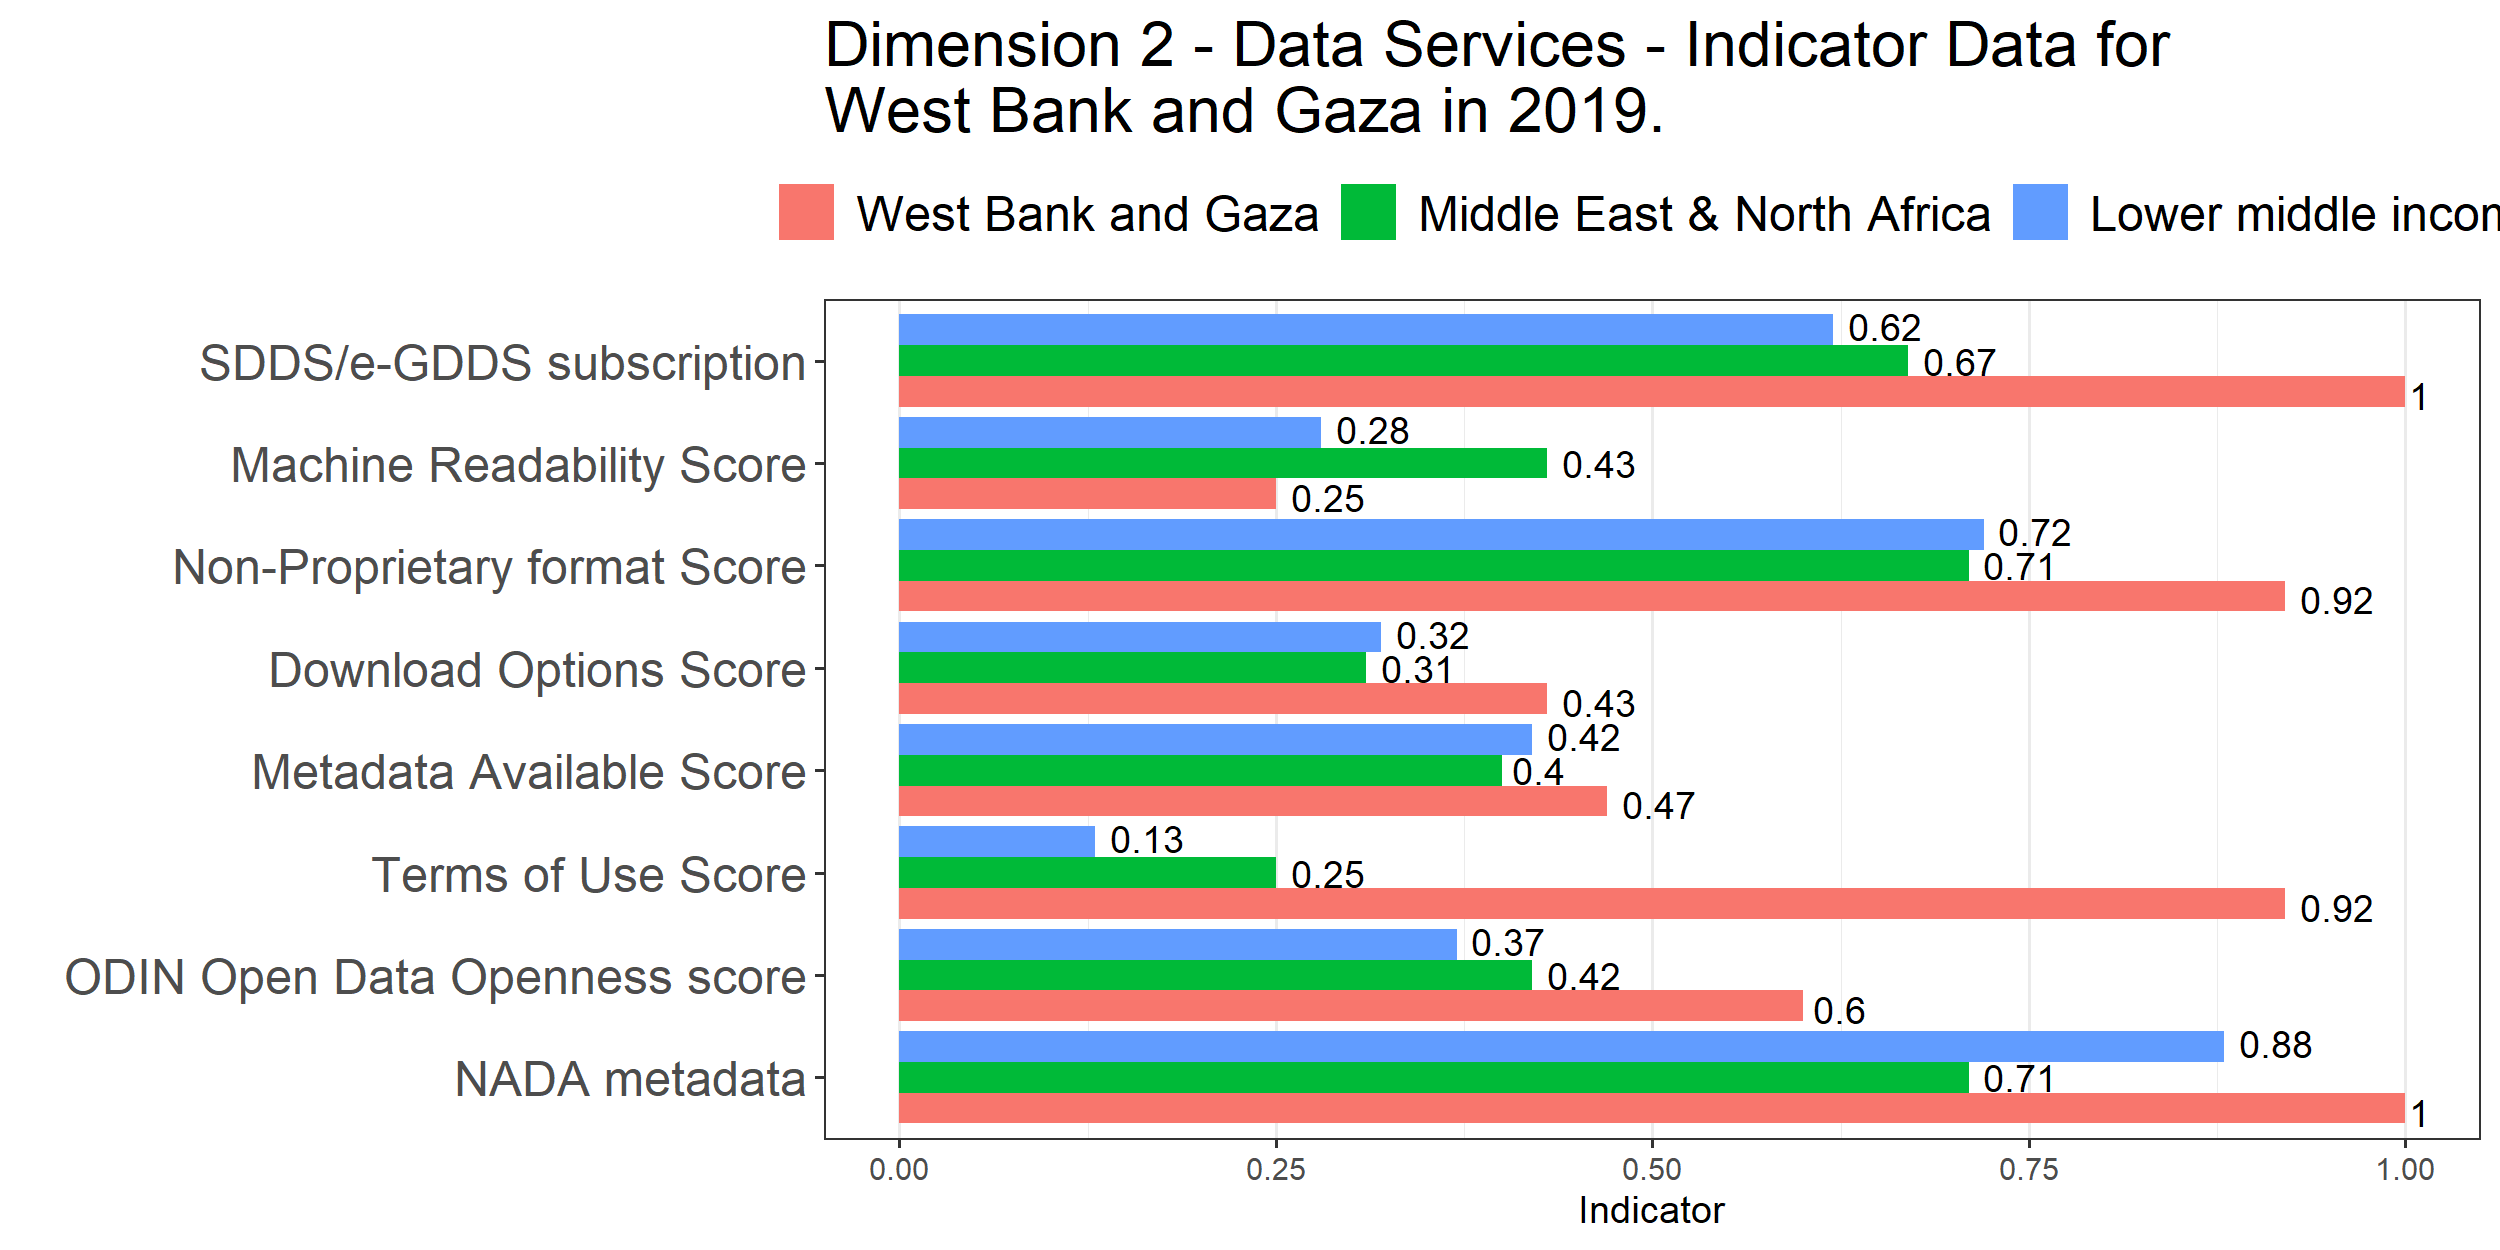 Dimension 2 - Data Services - Indicator Data for
West Bank and Gaza in 2019.
West Bank and Gaza Middle East & North Africa Lower middle incom
SDDS/e-GDDS subscription
0.62
0.67
1
Machine Readability Score
0.28
0.43
0.25
Non-Proprietary format Score
0.72
0.71
0.92
Download Options Score
0.32
0.31
0.43
Metadata Available Score
0.42
0.4
0.47
Terms of Use Score
0.13
0.25
0.92
ODIN Open Data Openness score
0.37
0.42
0.6
NADA metadata
0.88
0.71
1
0.00 0.25 0.50 0.75 1.00
Indicator